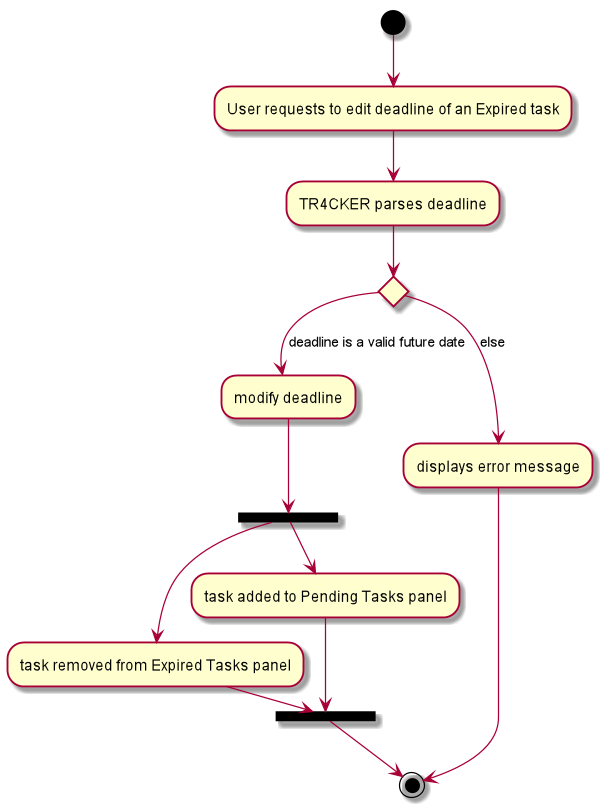 User requests to edit deadline of an Expired task
TR4CKER parses deadline
deadline is a valid future date
else
modify deadline
displays error message
task added to Pending Tasks panel
task removed from Expired Tasks panel